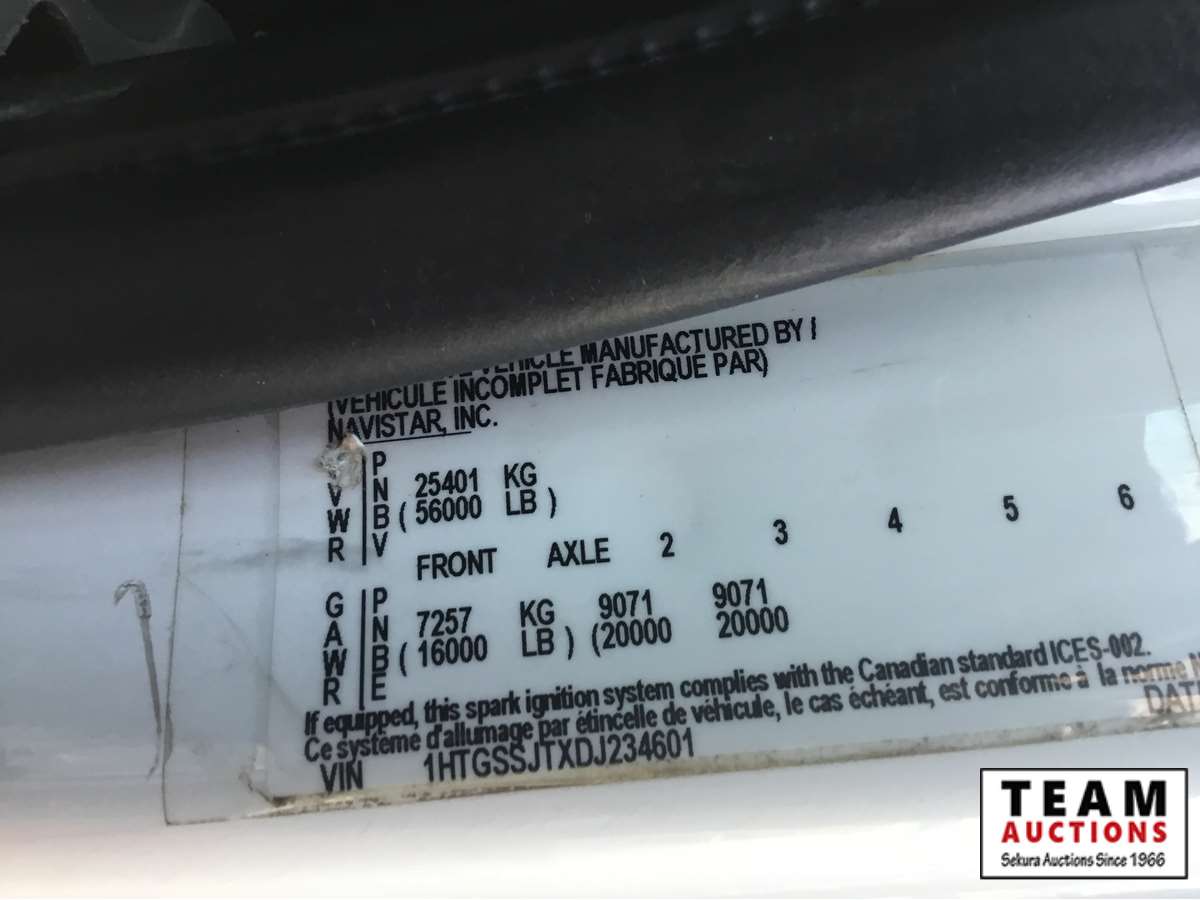 VEHICLE MANUFACTURED BY
(VEHICULE INCOMPLET FABRIQUE PAR)
NAVISTAR, INC.
V W R
P N B V
25401 KG
(56000 LB)
FRONT AXLE 2 3 4 5 6
G A W R
P N B E
7257 KG 9071 9071
(16000 LB) (20000 20000
If equipped, this spark ignition system complies with the Canadian standard ICES-002.
Ce système d'allumage par étincelle de véhicule, le cas échéant, est conforme a la norme
VIN 1HTGSSJTXDJ234601
TEAM
AUCTIONS
Sekura Auctions Since 1966